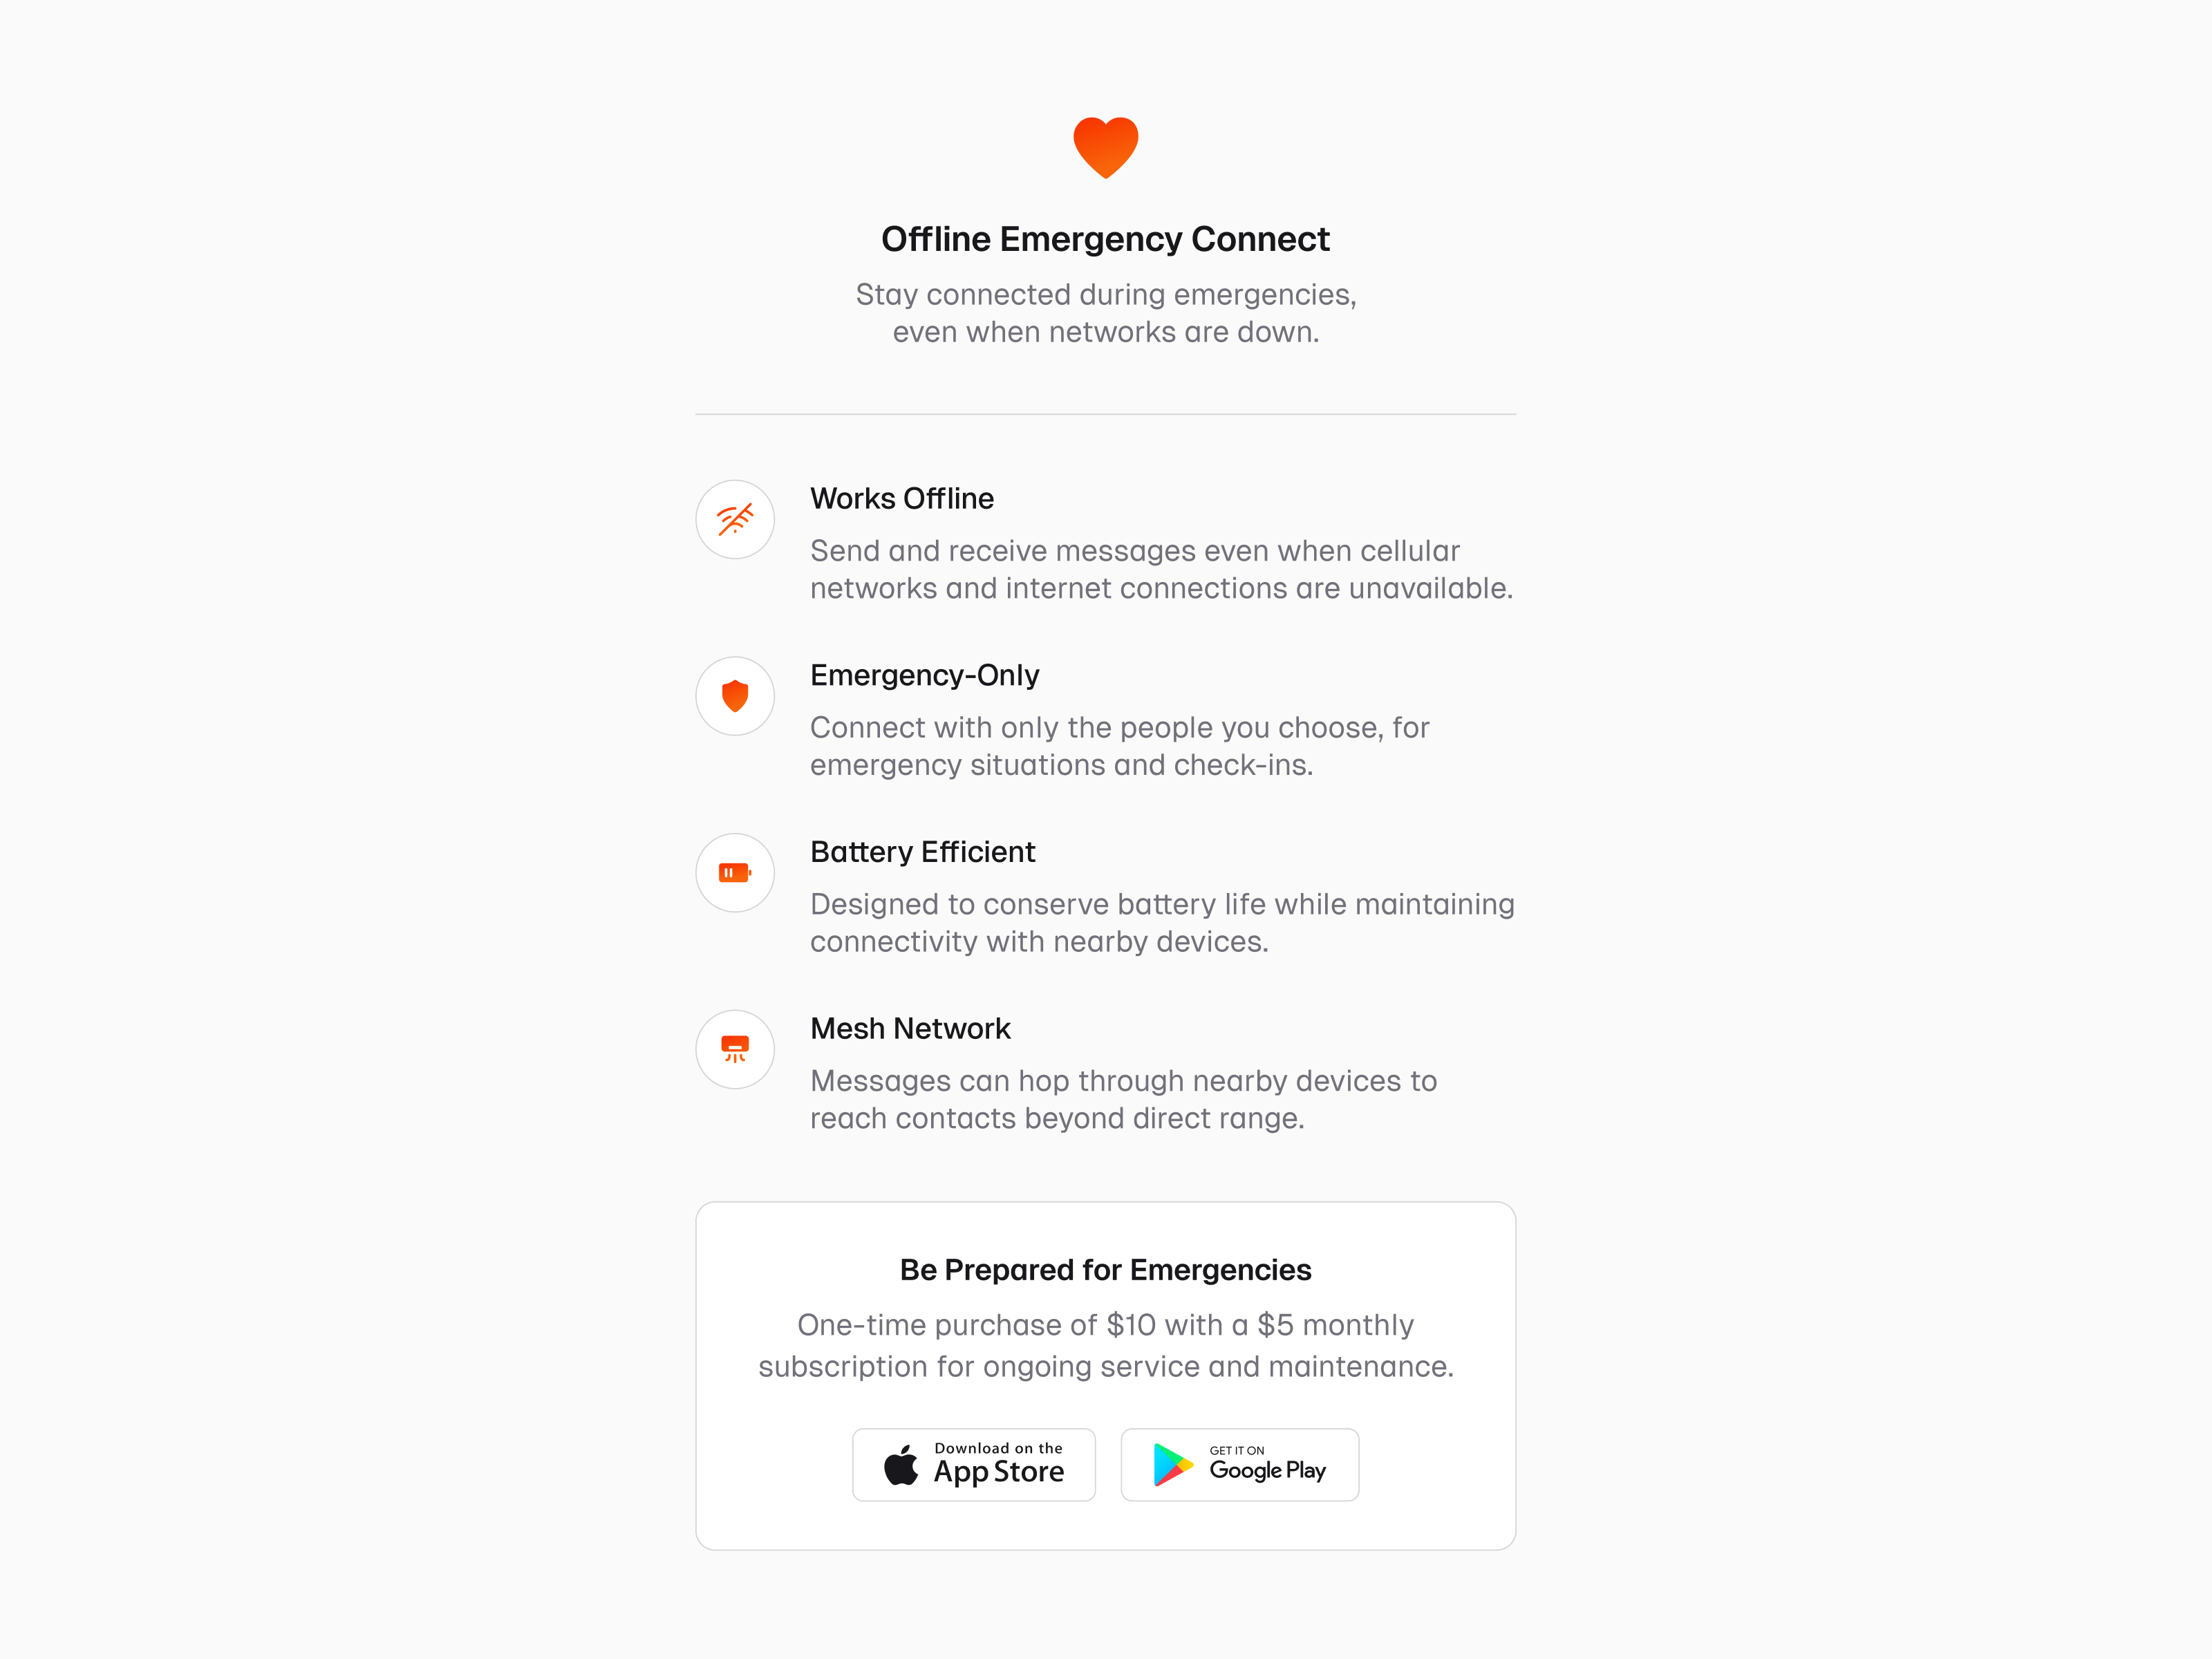 Offline Emergency Connect
Stay connected during emergencies,
even when networks are down.
Works Offline
Send and receive messages even when cellular
networks and internet connections are unavailable.
Emergency-Only
Connect with only the people you choose, for
emergency situations and check-ins.
Battery Efficient
Designed to conserve battery life while maintaining
connectivity with nearby devices.
Mesh Network
Messages can hop through nearby devices to
reach contacts beyond direct range.
Be Prepared for Emergencies
One-time purchase of $10 with a $5 monthly
subscription for ongoing service and maintenance.
Download on the
App Store
GET IT ON
Google Play